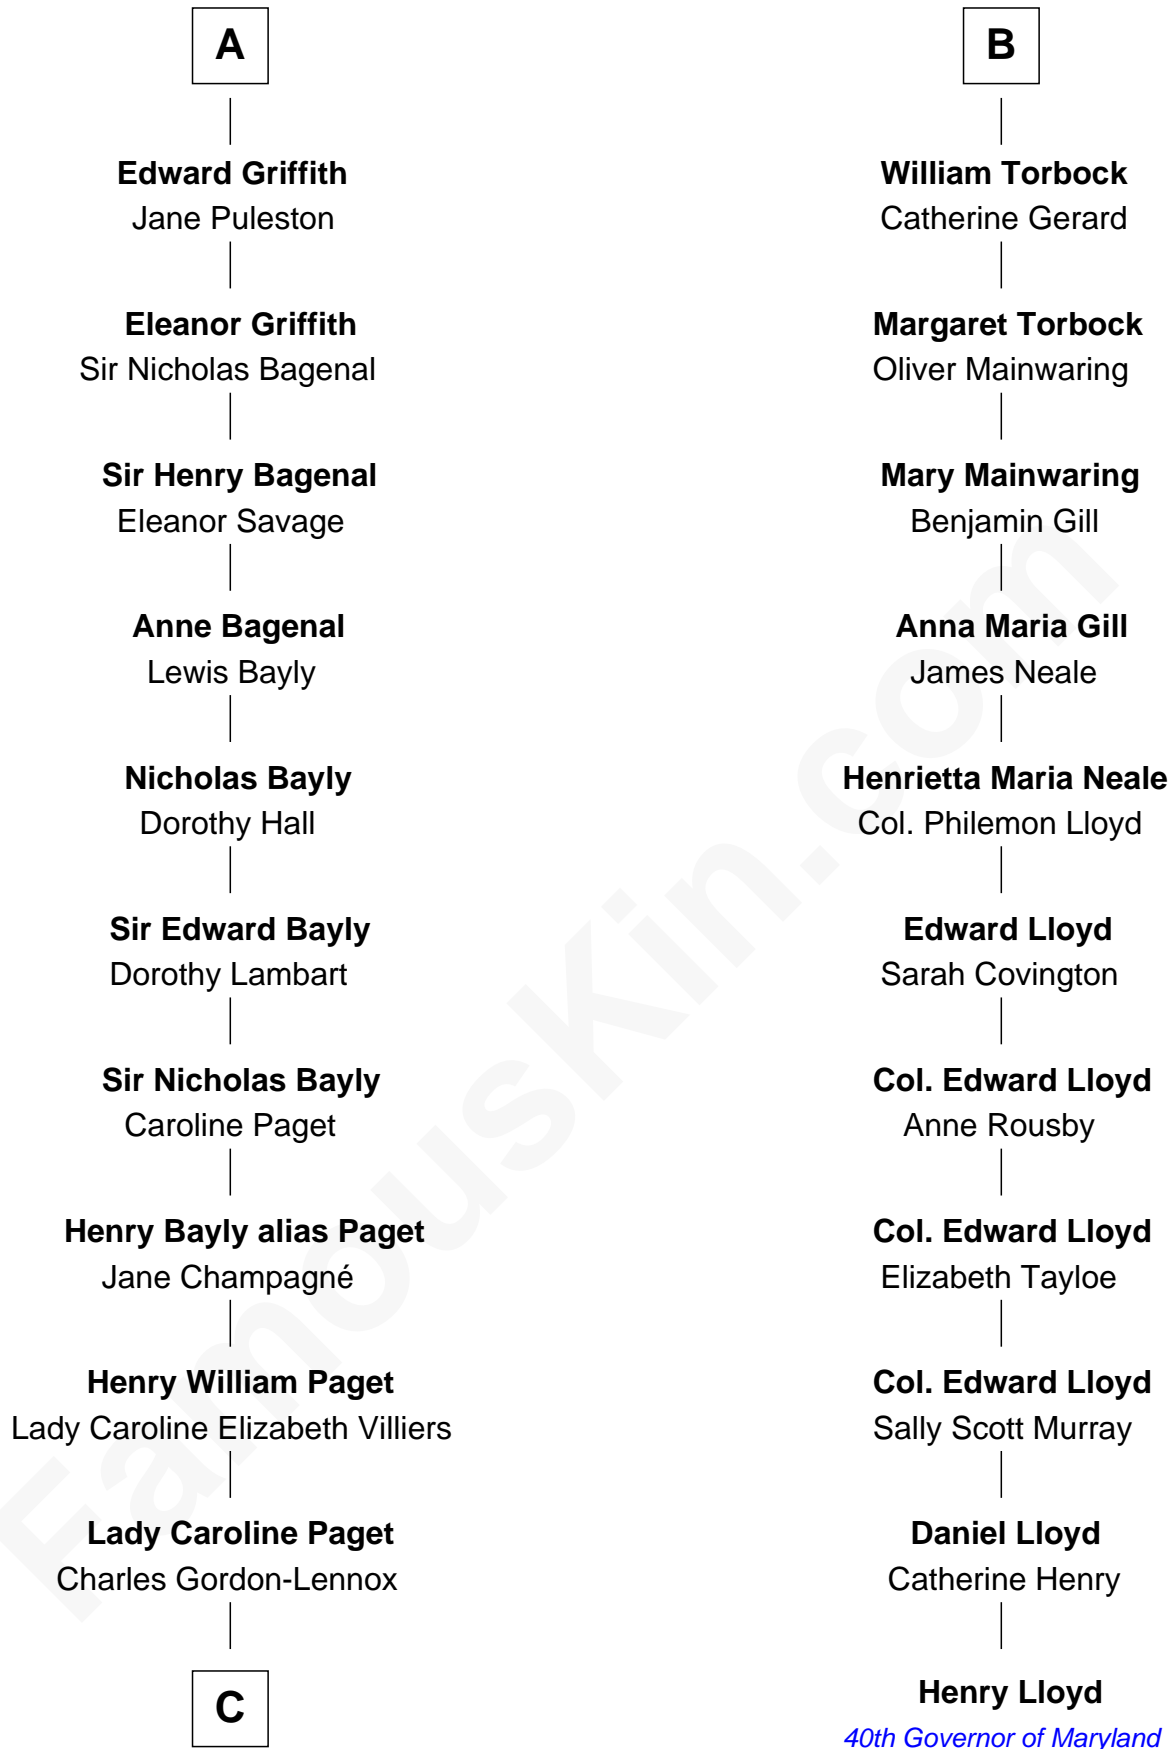 A
Edward Griffith
Jane Puleston
Eleanor Griffith
Sir Nicholas Bagenal
Sir Henry Bagenal
Eleanor Savage
Anne Bagenal
Lewis Bayly
Nicholas Bayly
Dorothy Hall
Sir Edward Bayly
Dorothy Lambart
Sir Nicholas Bayly
Caroline Paget
Henry Bayly alias Paget
Jane Champagné
Henry William Paget
Lady Caroline Elizabeth Villiers
Lady Caroline Paget
Charles Gordon-Lennox
C
B
William Torbock
Catherine Gerard
Margaret Torbock
Oliver Mainwaring
Mary Mainwaring
Benjamin Gill
Anna Maria Gill
James Neale
Henrietta Maria Neale
Col. Philemon Lloyd
Edward Lloyd
Sarah Covington
Col. Edward Lloyd
Anne Rousby
Col. Edward Lloyd
Elizabeth Tayloe
Col. Edward Lloyd
Sally Scott Murray
Daniel Lloyd
Catherine Henry
Henry Lloyd
40th Governor of Maryland
FamousKin.com